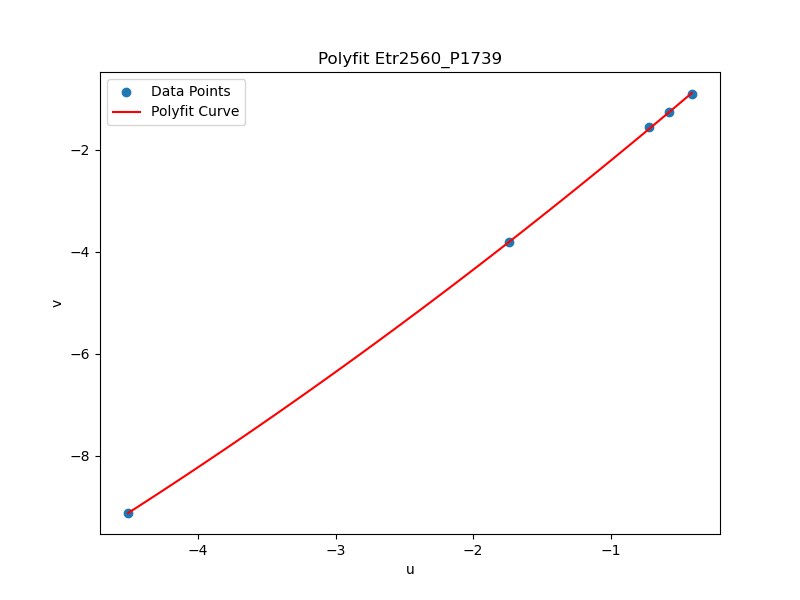 Polyfit Etr2560_P1739
Data Points
Polyfit Curve
−2
−4
−6
−8
v
−4
−3
−2
−1
u